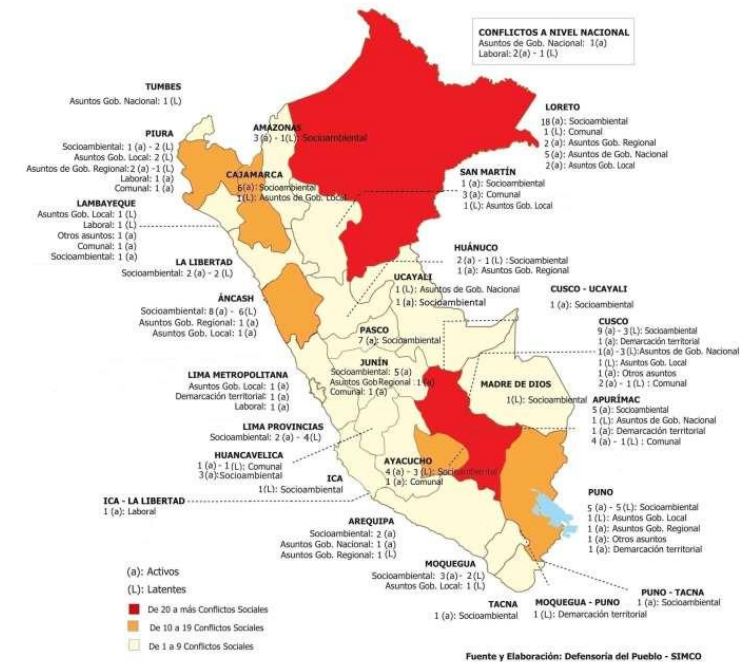 CONFLICTOS A NIVEL NACIONAL
Asuntos de Gob. Nacional: 1(a)
Laboral: 2(a) - 1 (L)
TUMBES
Asuntos Gob. Nacional: 1 (L)
PIURA
Socioambiental: 1 (a) - 2 (L)
Asuntos Gob. Local: 2 (L)
Asuntos de Gob. Regional: 2 (a) -1 (L)
Laboral: 1 (a)
Comunal: 1 (a)
LAMBAYEQUE
Asuntos Gob. Local: 1 (L)
Laboral: 1 (L)
Otros asuntos: 1 (a)
Comunal: 1 (a)
Socioambiental: 1 (a)
LA LIBERTAD
Socioambiental: 2 (a) - 2 (L)
ÁNCASH
Socioambiental: 8 (a) - 6(L)
Asuntos Gob. Regional: 1 (a)
Asuntos Gob. Local: 1 (a)
LIMA METROPOLITANA
Asuntos Gob. Local: 1 (a)
Demarcación territorial: 1 (a)
Laboral: 1 (a)
LIMA PROVINCIAS
Socioambiental: 2 (a) - 4(L)
HUANCAVELICA
1 (a) - 1 (L): Comunal
3 (a):Socioambiental
ICA
1(L): Socioambiental
ICA - LA LIBERTAD
1 (a): Laboral
AREQUIPA
Socioambiental: 2 (a)
Asuntos Gob. Nacional: 1 (a)
Asuntos Gob. Regional: 1 (L)
MOQUEGUA
Socioambiental: 3 (a) - 2(L)
Asuntos Gob. Local: 1 (L)
TACNA
1 (a): Socioambiental
MOQUEGUA - PUNO
1 (L): Demarcación territorial
PUNO - TACNA
1 (a): Socioambiental
AMAZONAS
3 (a) - 1(L): Socioambiental
CAJAMARCA
6(a): Socioambiental
1(L): Asuntos de Gob. Local
LORETO
18 (a): Socioambiental
1 (L): Comunal
2 (a): Asuntos Gob. Regional
5(a): Asuntos de Gob. Nacional
2(a): Asuntos Gob. Local
SAN MARTÍN
1 (a): Socioambiental
3 (a): Comunal
1 (L): Asuntos Gob. Local
HUÁNUCO
2 (a) - 1 (L) : Socioambiental
1 (a): Asuntos Gob. Regional
UCAYALI
1 (L): Asuntos de Gob. Nacional
1 (a): Socioambiental
CUSCO - UCAYALI
1 (a): Socioambiental
PASCO
7 (a): Socioambiental
JUNÍN
Socioambiental: 5 (a)
Asuntos Gob Regional : 1 (a)
Comunal: 1 (a)
CUSCO
9 (a) - 3 (L): Socioambiental
1 (a): Demarcación territorial
1(a) - 3(L):Asuntos de Gob. Nacional
1 (L): Asuntos Gob. Local
1 (a): Otros asuntos
2 (a) - 1 (L) : Comunal
MADRE DE DIOS
1(L): Socioambiental
APURÍMAC
5 (a): Socioambiental
1 (L): Asuntos de Gob. Nacional
1 (a): Demarcación territorial
4 (a) - 1 (L) : Comunal
AYACUCHO
4 (a) - 3 (L): Socioambiental
1 (a): Comunal
PUNO
5 (a) - 5 (L): Socioambiental
1 (L): Asuntos Gob. Local
1 (a): Asuntos Gob. Regional
1 (a): Otros asuntos
1 (a): Demarcación territorial
(a): Activos
(L): Latentes
De 20 a más Conflictos Sociales
De 10 a 19 Conflictos Sociales
De 1 a 9 Conflictos Sociales
Fuente y Elaboración: Defensoría del Pueblo - SIMCO